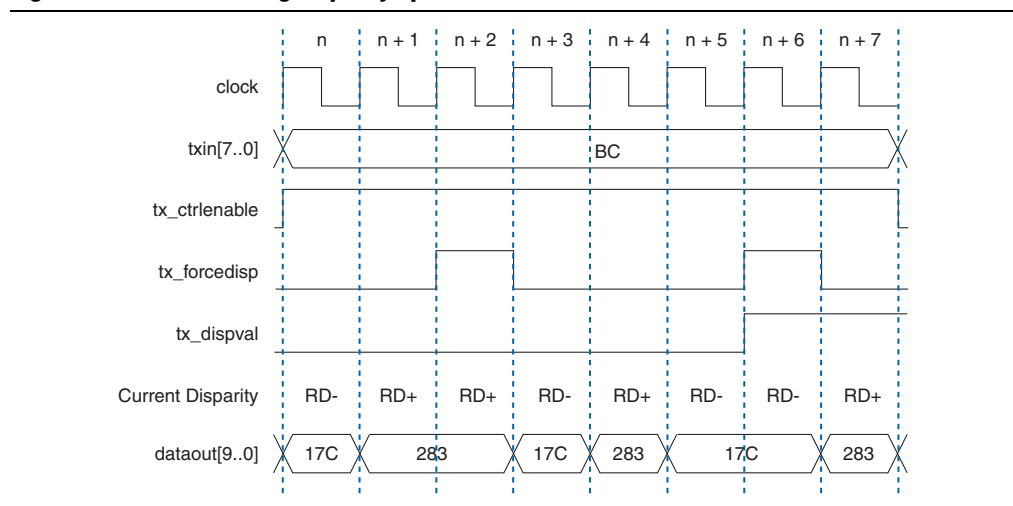 n n + 1 n + 2 n + 3 n + 4 n + 5 n + 6 n + 7
clock
txin[7..0] BC
tx_ctrlenable
tx_forcedisp
tx_dispval
Current Disparity RD- RD+ RD+ RD- RD+ RD- RD- RD+
dataout[9..0] 17C 283 17C 283 17C 283